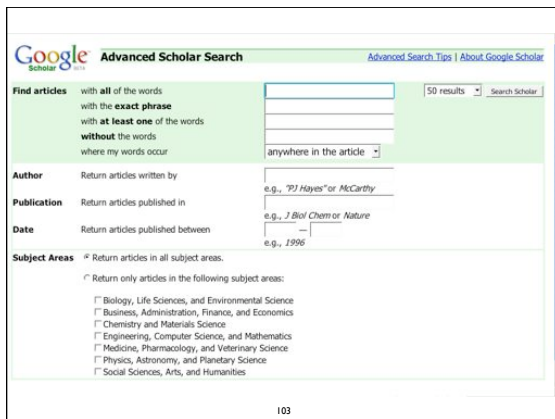 Google Scholar BETA Advanced Scholar Search Advanced Search Tips | About Google Scholar
Find articles with all of the words 50 results Search Scholar
with the exact phrase
with at least one of the words
without the words
where my words occur anywhere in the article
Author Return articles written by
e.g., "PJ Hayes" or McCarthy
Publication Return articles published in
e.g., J Biol Chem or Nature
Date Return articles published between —
e.g., 1996
Subject Areas Return articles in all subject areas.
Return only articles in the following subject areas:
Biology, Life Sciences, and Environmental Science
Business, Administration, Finance, and Economics
Chemistry and Materials Science
Engineering, Computer Science, and Mathematics
Medicine, Pharmacology, and Veterinary Science
Physics, Astronomy, and Planetary Science
Social Sciences, Arts, and Humanities
103